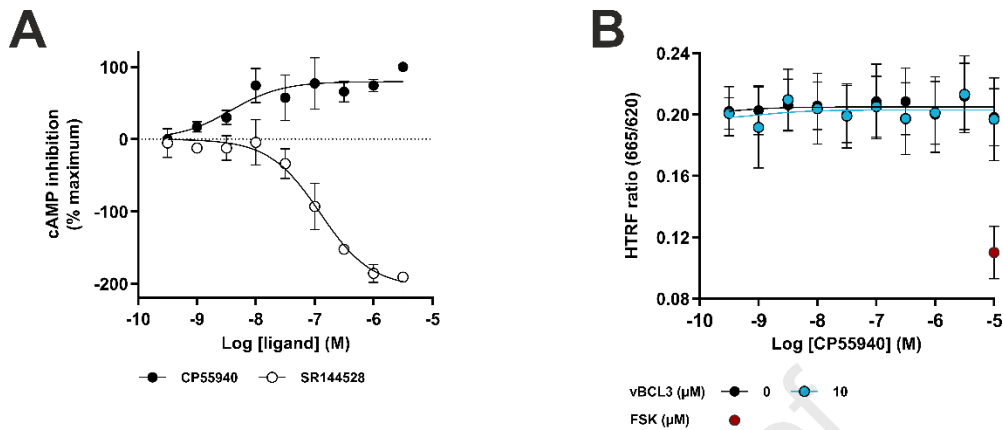 A
cAMP inhibition
(% maximum)
100
0
-100
-200
-10 -9 -8 -7 -6 -5
Log [ligand] (M)
CP55940 SR144528
B
HTRF ratio (665/620)
0.24
0.20
0.16
0.12
0.08
-10 -9 -8 -7 -6 -5
Log [CP55940] (M)
vBCL3 (µM) 0 10
FSK (µM)